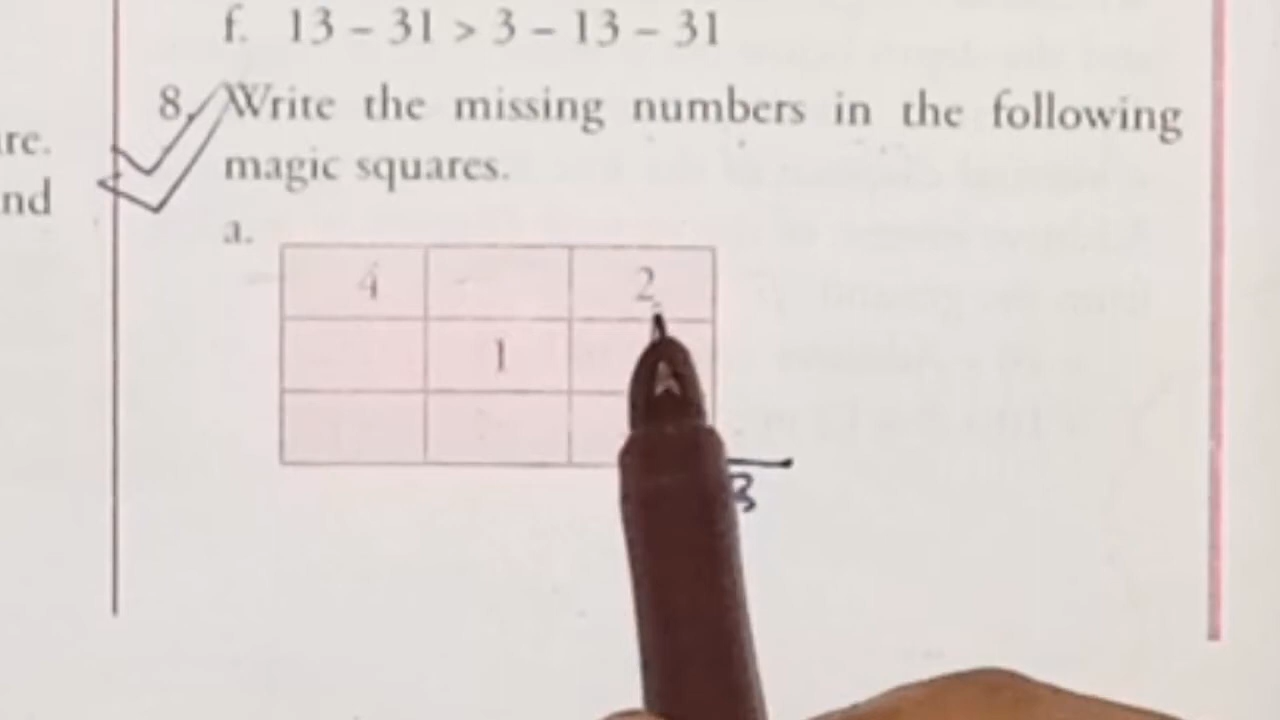 f. 13 – 31 > 3 – 13 – 31
8. Write the missing numbers in the following
re.
magic squares.
nd
a.
4 2
1
3